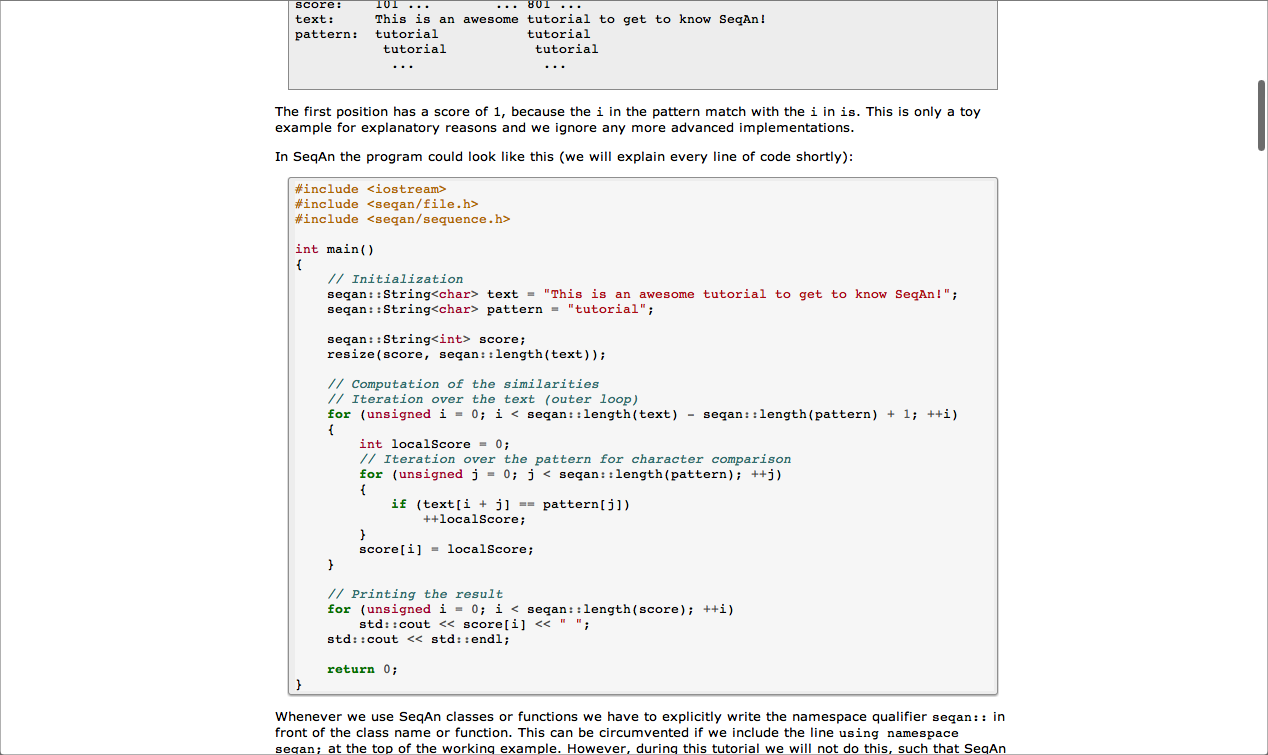 score:    101 ...        ... 801 ...
text:     This is an awesome tutorial to get to know SeqAn!
pattern:  tutorial           tutorial
           tutorial           tutorial
            ...                ...
The first position has a score of 1, because the i in the pattern match with the i in is. This is only a toy
example for explanatory reasons and we ignore any more advanced implementations.
In SeqAn the program could look like this (we will explain every line of code shortly):
#include <iostream>
#include <seqan/file.h>
#include <seqan/sequence.h>
int main()
{
    // Initialization
    seqan::String<char> text = "This is an awesome tutorial to get to know SeqAn!";
    seqan::String<char> pattern = "tutorial";
    seqan::String<int> score;
    resize(score, seqan::length(text));
    // Computation of the similarities
    // Iteration over the text (outer loop)
    for (unsigned i = 0; i < seqan::length(text) - seqan::length(pattern) + 1; ++i)
    {
        int localScore = 0;
        // Iteration over the pattern for character comparison
        for (unsigned j = 0; j < seqan::length(pattern); ++j)
        {
            if (text[i + j] == pattern[j])
                ++localScore;
        }
        score[i] = localScore;
    }
    // Printing the result
    for (unsigned i = 0; i < seqan::length(score); ++i)
        std::cout << score[i] << " ";
    std::cout << std::endl;
    return 0;
}
Whenever we use SeqAn classes or functions we have to explicitly write the namespace qualifier seqan:: in
front of the class name or function. This can be circumvented if we include the line using namespace
seqan; at the top of the working example. However, during this tutorial we will not do this, such that SeqAn